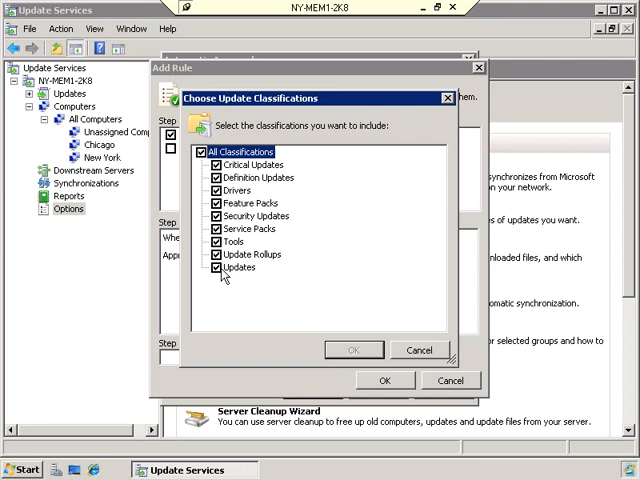 NY-MEM1-2K8
Update Services
File Action View Window Help
Update Services
NY-MEM1-2K8
Updates
Computers
All Computers
Unassigned Comp
Chicago
New York
Downstream Servers
Synchronizations
Reports
Options
Add Rule
hem.
Step
Step
Whe
Appr
Step
OK
Cancel
Choose Update Classifications
Select the classifications you want to include:
All Classifications
Critical Updates
Definition Updates
Drivers
Feature Packs
Security Updates
Service Packs
Tools
Update Rollups
Updates
OK
Cancel
synchronizes from Microsoft
on your network.
es of updates you want.
nloaded files, and which
omatic synchronization.
or selected groups and how to
Server Cleanup Wizard
You can use server cleanup to free up old computers, updates and update files from your server.
Start
Update Services